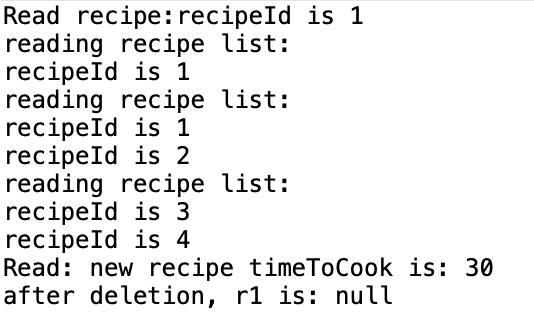 Read recipe:recipeId is 1
reading recipe list:
recipeId is 1
reading recipe list:
recipeId is 1
recipeId is 2
reading recipe list:
recipeId is 3
recipeId is 4
Read: new recipe timeToCook is: 30
after deletion, r1 is: null